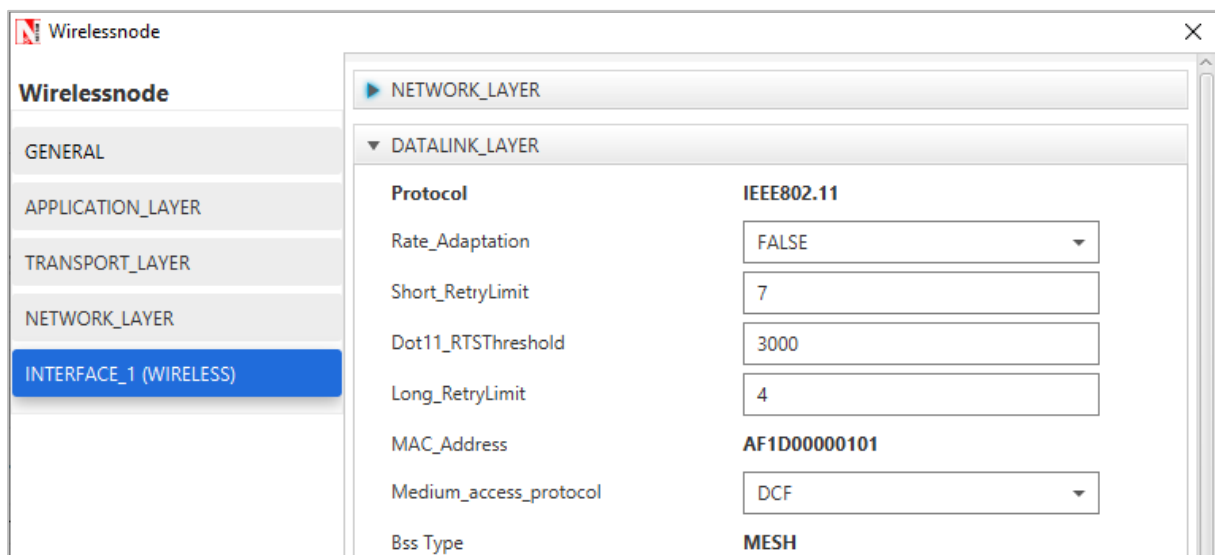 Wirelessnode
Wirelessnode
GENERAL
APPLICATION_LAYER
TRANSPORT_LAYER
NETWORK_LAYER
INTERFACE_1 (WIRELESS)
NETWORK_LAYER
DATALINK_LAYER
Protocol IEEE802.11
Rate_Adaptation FALSE
Short_RetryLimit 7
Dot11_RTSThreshold 3000
Long_RetryLimit 4
MAC_Address AF1D00000101
Medium_access_protocol DCF
Bss Type MESH